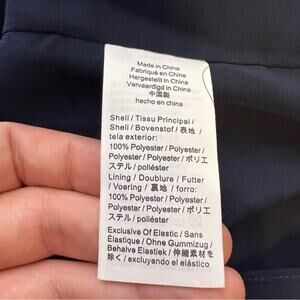 Made in China
Fabriqué en Chine
Hergestellt in China
Vervaardigd in China
中国製
hecho en china
Shell / Tissu Principal /
Shell / Bovenstof / 表地 /
tela exterior:
100% Polyester / Polyester /
Polyester / Polyester / ポリエ
ステル / poliéster
Lining / Doublure / Futter
/ Voering / 裏地 / forro:
100% Polyester / Polyester /
Polyester / Polyester / ポリエ
ステル / poliéster
Exclusive Of Elastic / Sans
Élastique / Ohne Gummizug /
Behalve Elastiek / 伸縮素材を
除く / excluyendo el elástico